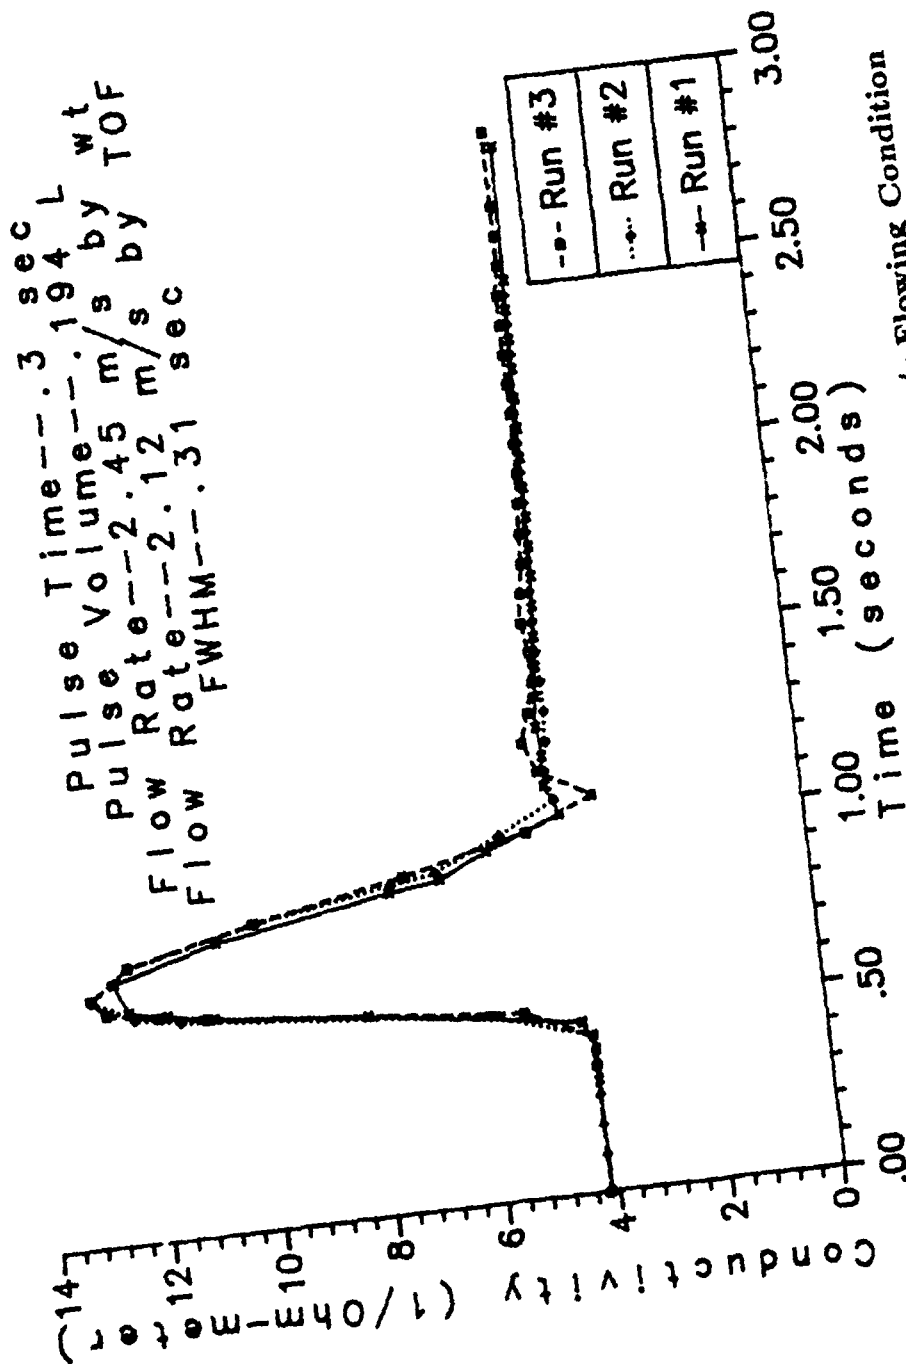 Pulse Time---.3 sec
Pulse Volume---.194 L
Pulse Flow Rate---2.45 m/s by wt
Flow Rate---2.12 m/s by TOF
FWHM---.31 sec
Conductivity (1/Ohm-meter)
14
12
10
8
6
4
2
0
Run #3
Run #2
Run #1
.00
.50
1.00
1.50
2.00
2.50
3.00
Time (seconds)
Flowing Condition